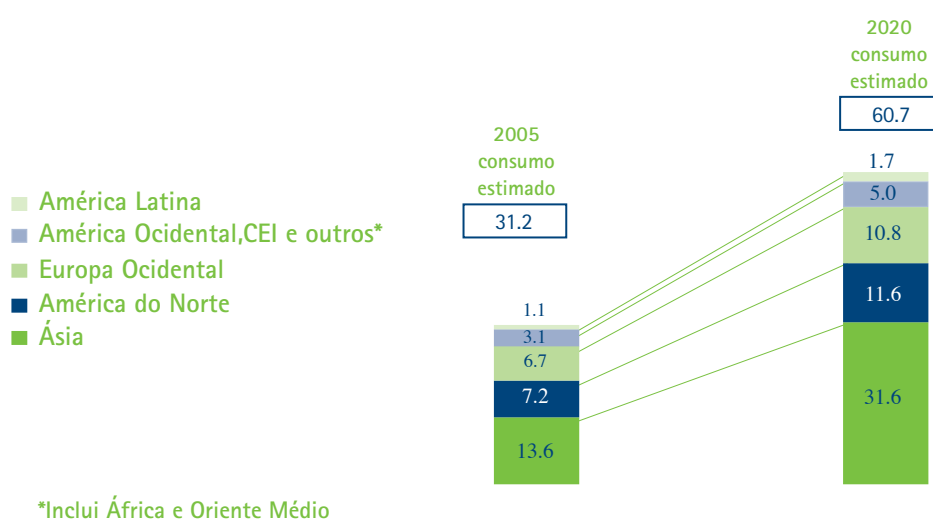 2020
consumo
estimado
60.7
2005
consumo
estimado
31.2
América Latina
América Ocidental,CEI e outros*
Europa Ocidental
América do Norte
Ásia
1.1
3.1
6.7
7.2
13.6
1.7
5.0
10.8
11.6
31.6
*Inclui África e Oriente Médio